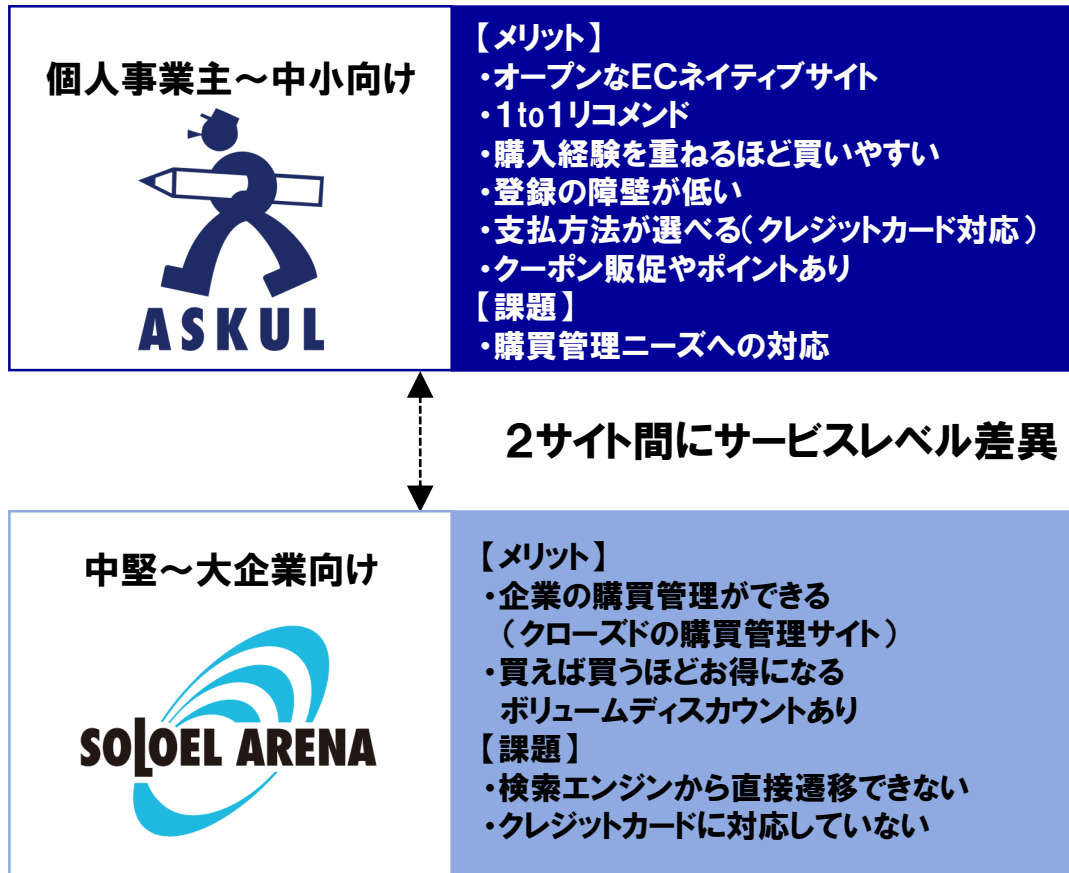 個人事業主～中小向け
ASKUL
【メリット】
・オープンなECネイティブサイト
・1to1リコメンド
・購入経験を重ねるほど買いやすい
・登録の障壁が低い
・支払方法が選べる（クレジットカード対応）
・クーポン販促やポイントあり
【課題】
・購買管理ニーズへの対応
2サイト間にサービスレベル差異
中堅～大企業向け
SOLOEL ARENA
【メリット】
・企業の購買管理ができる
（クローズドの購買管理サイト）
・買えば買うほどお得になる
ボリュームディスカウントあり
【課題】
・検索エンジンから直接遷移できない
・クレジットカードに対応していない